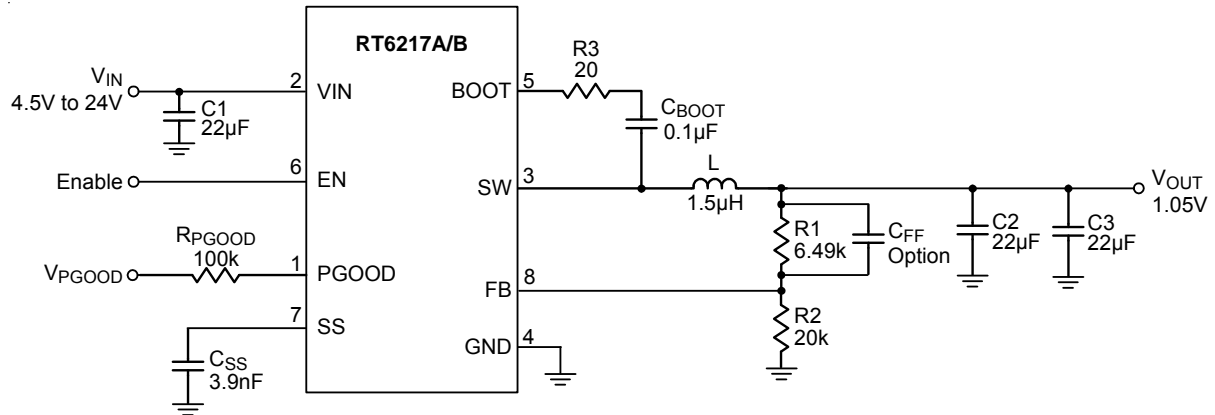 RT6217A/B
VIN
4.5V to 24V
C1
22µF
2
VIN
Enable
6
EN
RPGOOD
100k
VPGOOD
1
PGOOD
7
SS
CSS
3.9nF
BOOT
5
R3
20
CBOOT
0.1µF
SW
3
L
1.5µH
R1
6.49k
CFF
Option
C2
22µF
C3
22µF
VOUT
1.05V
FB
8
R2
20k
GND
4